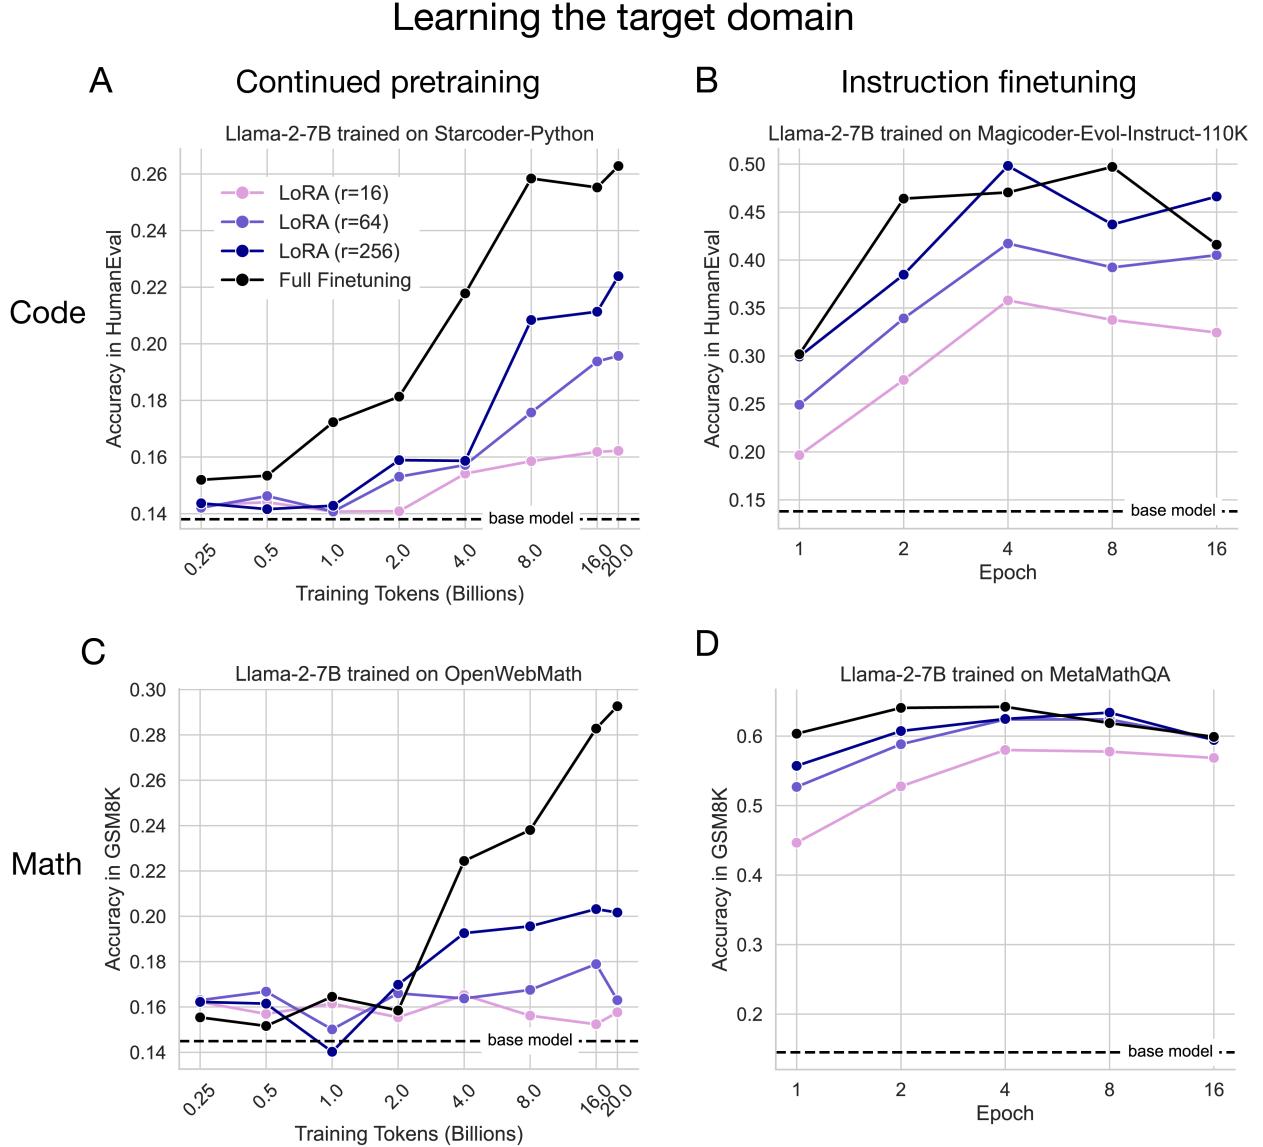 Learning the target domain
A
Continued pretraining
B
Instruction finetuning
Code
Llama-2-7B trained on Starcoder-Python
Accuracy in HumanEval
0.26
0.24
0.22
0.20
0.18
0.16
0.14
LoRA (r=16)
LoRA (r=64)
LoRA (r=256)
Full Finetuning
base model
0.25
0.5
1.0
2.0
4.0
8.0
16.0
20.0
Training Tokens (Billions)
Llama-2-7B trained on Magicoder-Evol-Instruct-110K
Accuracy in HumanEval
0.50
0.45
0.40
0.35
0.30
0.25
0.20
0.15
base model
1
2
4
8
16
Epoch
Math
C
Llama-2-7B trained on OpenWebMath
Accuracy in GSM8K
0.30
0.28
0.26
0.24
0.22
0.20
0.18
0.16
0.14
base model
0.25
0.5
1.0
2.0
4.0
8.0
16.0
20.0
Training Tokens (Billions)
D
Llama-2-7B trained on MetaMathQA
Accuracy in GSM8K
0.6
0.5
0.4
0.3
0.2
base model
1
2
4
8
16
Epoch